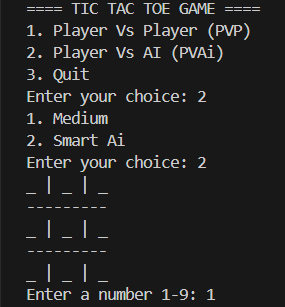 ==== TIC TAC TOE GAME ====
1. Player Vs Player (PVP)
2. Player Vs AI (PVAi)
3. Quit
Enter your choice: 2
1. Medium
2. Smart Ai
Enter your choice: 2
_ | _ | _
---------
_ | _ | _
---------
_ | _ | _
Enter a number 1-9: 1